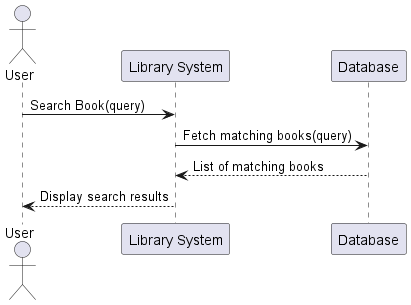 User
Library System
Database
Search Book(query)
Fetch matching books(query)
List of matching books
Display search results
User
Library System
Database